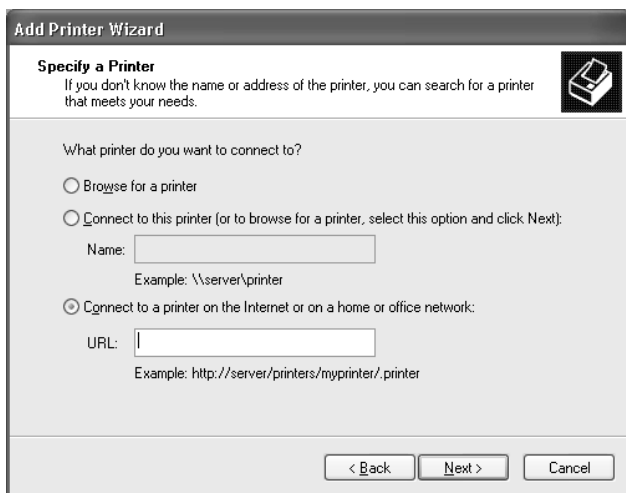 Add Printer Wizard
Specify a Printer
If you don't know the name or address of the printer, you can search for a printer
that meets your needs.
What printer do you want to connect to?
Browse for a printer
Connect to this printer (or to browse for a printer, select this option and click Next):
Name:
Example: \\server\printer
Connect to a printer on the Internet or on a home or office network:
URL:
Example: http://server/printers/myprinter/.printer
< Back Next > Cancel